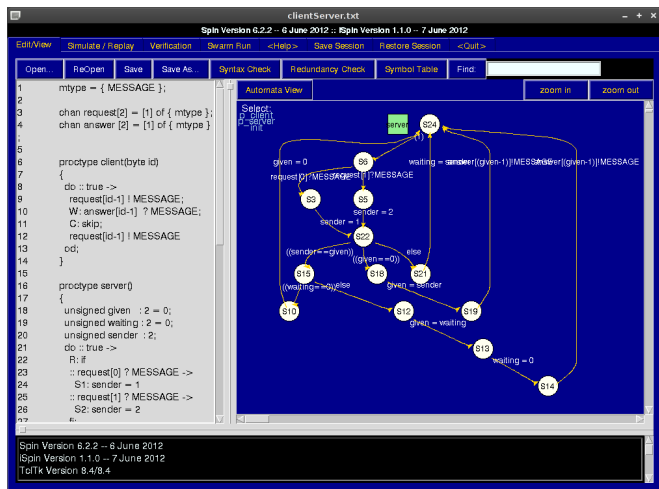 clientServer.txt
Spin Version 6.2.2 -- 6 June 2012 :: iSpin Version 1.1.0 -- 7 June 2012
Edit/View Simulate / Replay Verification Swarm Run <Help> Save Session Restore Session <Quit>
Open... ReOpen Save Save As... Syntax Check Redundancy Check Symbol Table Find:
1 mtype = { MESSAGE };
2
3 chan request[2] = [1] of { mtype };
4 chan answer [2] = [1] of { mtype }
;
5
6 proctype client(byte id)
7 {
8 do :: true ->
9 request[id-1] ! MESSAGE;
10 W: answer[id-1] ? MESSAGE;
11 C: skip;
12 request[id-1] ! MESSAGE
13 od;
14 }
15
16 proctype server()
17 {
18 unsigned given : 2 = 0;
19 unsigned waiting : 2 = 0;
20 unsigned sender : 2;
21 do :: true ->
22 R: if
23 :: request[0] ? MESSAGE ->
24 S1: sender = 1
25 :: request[1] ? MESSAGE ->
26 S2: sender = 2
27 fi;
Automata View zoom in zoom out
Select:
p_client
p_server
init
server
S24
(1)
given = 0
S6
waiting = sender
answer[(given-1)]!MESSAGE
request[0]?MESSAGE
request[1]?MESSAGE
S3
S5
sender = 2
sender = 1
S22
((sender==given))
((given==0))
else
S15
S18
S21
((waiting==0))
else
given = sender
S10
S12
S19
given = waiting
S13
waiting = 0
S14
Spin Version 6.2.2 -- 6 June 2012
iSpin Version 1.1.0 -- 7 June 2012
TclTk Version 8.4/8.4